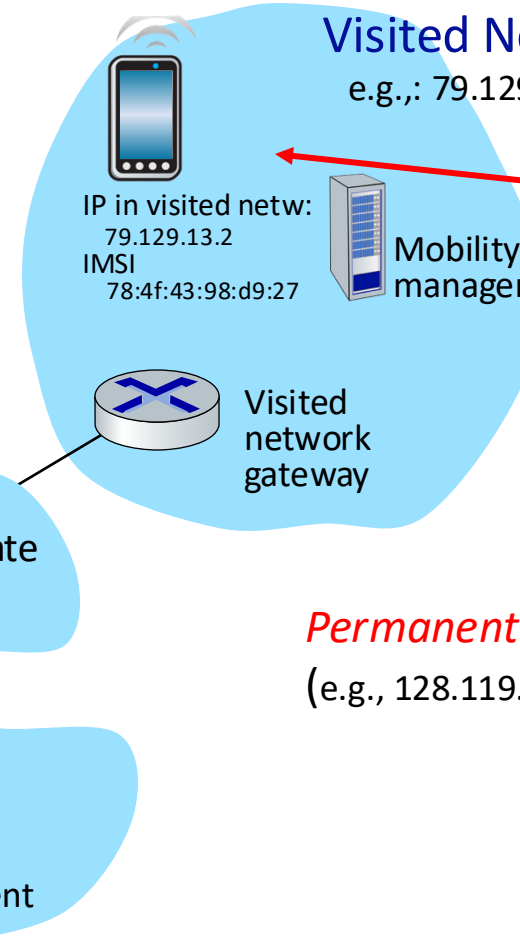 Visited Ne
e.g.,: 79.129
IP in visited netw:
79.129.13.2
IMSI
78:4f:43:98:d9:27
Mobility
manager
Visited
network
gateway
te
Permanent
(e.g., 128.119.
ent